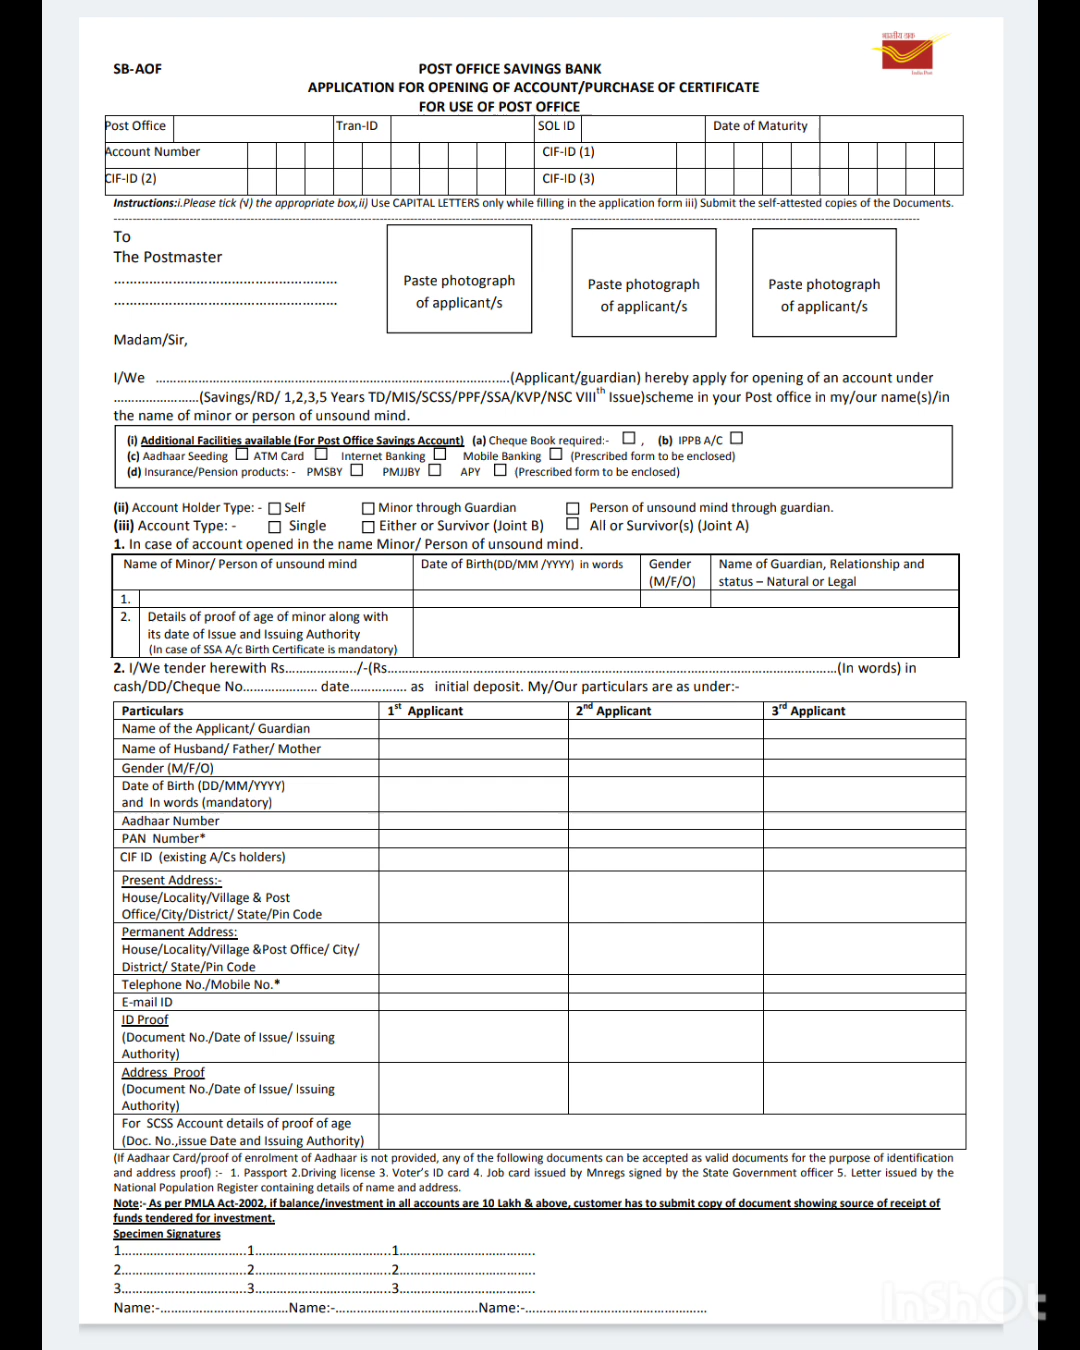 भारतीय डाक
India Post
SB-AOF
POST OFFICE SAVINGS BANK
APPLICATION FOR OPENING OF ACCOUNT/PURCHASE OF CERTIFICATE
FOR USE OF POST OFFICE
Post Office Tran-ID SOL ID Date of Maturity
Account Number CIF-ID (1)
CIF-ID (2) CIF-ID (3)
Instructions:i.Please tick (√) the appropriate box,ii) Use CAPITAL LETTERS only while filling in the application form iii) Submit the self-attested copies of the Documents.
To
The Postmaster
Paste photograph of applicant/s
Paste photograph of applicant/s
Paste photograph of applicant/s
Madam/Sir,
I/We ……………………………………………………………………………………(Applicant/guardian) hereby apply for opening of an account under
……………………(Savings/RD/ 1,2,3,5 Years TD/MIS/SCSS/PPF/SSA/KVP/NSC VIIIth Issue)scheme in your Post office in my/our name(s)/in
the name of minor or person of unsound mind.
(i) Additional Facilities available (For Post Office Savings Account) (a) Cheque Book required:- ☐ , (b) IPPB A/C ☐
(c) Aadhaar Seeding ☐ ATM Card ☐ Internet Banking ☐ Mobile Banking ☐ (Prescribed form to be enclosed)
(d) Insurance/Pension products: - PMSBY ☐ PMJJBY ☐ APY ☐ (Prescribed form to be enclosed)
(ii) Account Holder Type: - ☐ Self ☐ Minor through Guardian ☐ Person of unsound mind through guardian.
(iii) Account Type: - ☐ Single ☐ Either or Survivor (Joint B) ☐ All or Survivor(s) (Joint A)
1. In case of account opened in the name Minor/ Person of unsound mind.
Name of Minor/ Person of unsound mind Date of Birth(DD/MM /YYYY) in words Gender (M/F/O) Name of Guardian, Relationship and status – Natural or Legal
1.
2. Details of proof of age of minor along with
its date of Issue and Issuing Authority
(In case of SSA A/c Birth Certificate is mandatory)
2. I/We tender herewith Rs…………………/-(Rs……………………………………………………………………………………………………(In words) in
cash/DD/Cheque No………………… date…………… as initial deposit. My/Our particulars are as under:-
Particulars 1st Applicant 2nd Applicant 3rd Applicant
Name of the Applicant/ Guardian
Name of Husband/ Father/ Mother
Gender (M/F/O)
Date of Birth (DD/MM/YYYY)
and In words (mandatory)
Aadhaar Number
PAN Number*
CIF ID (existing A/Cs holders)
Present Address:-
House/Locality/Village & Post
Office/City/District/ State/Pin Code
Permanent Address:
House/Locality/Village &Post Office/ City/
District/ State/Pin Code
Telephone No./Mobile No.*
E-mail ID
ID Proof
(Document No./Date of Issue/ Issuing
Authority)
Address Proof
(Document No./Date of Issue/ Issuing
Authority)
For SCSS Account details of proof of age
(Doc. No.,issue Date and Issuing Authority)
(If Aadhaar Card/proof of enrolment of Aadhaar is not provided, any of the following documents can be accepted as valid documents for the purpose of identification
and address proof) :- 1. Passport 2.Driving license 3. Voter's ID card 4. Job card issued by Mnregs signed by the State Government officer 5. Letter issued by the
National Population Register containing details of name and address.
Note:- As per PMLA Act-2002, if balance/investment in all accounts are 10 Lakh & above, customer has to submit copy of document showing source of receipt of
funds tendered for investment.
Specimen Signatures
1……………………………..1………………………………..1………………………………..
2……………………………..2………………………………..2………………………………..
3……………………………..3………………………………..3………………………………..
Name:-………………………………Name:-…………………………………Name:-……………………………………………
InShOt